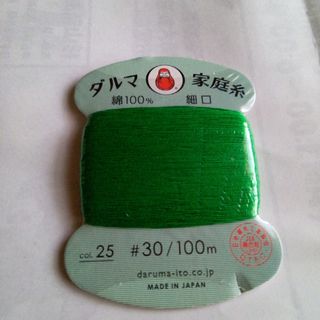 ダルマ 家庭糸
綿100% 細口
COL. 25 #30/100m
daruma-ito.co.jp
MADE IN JAPAN
QTEC